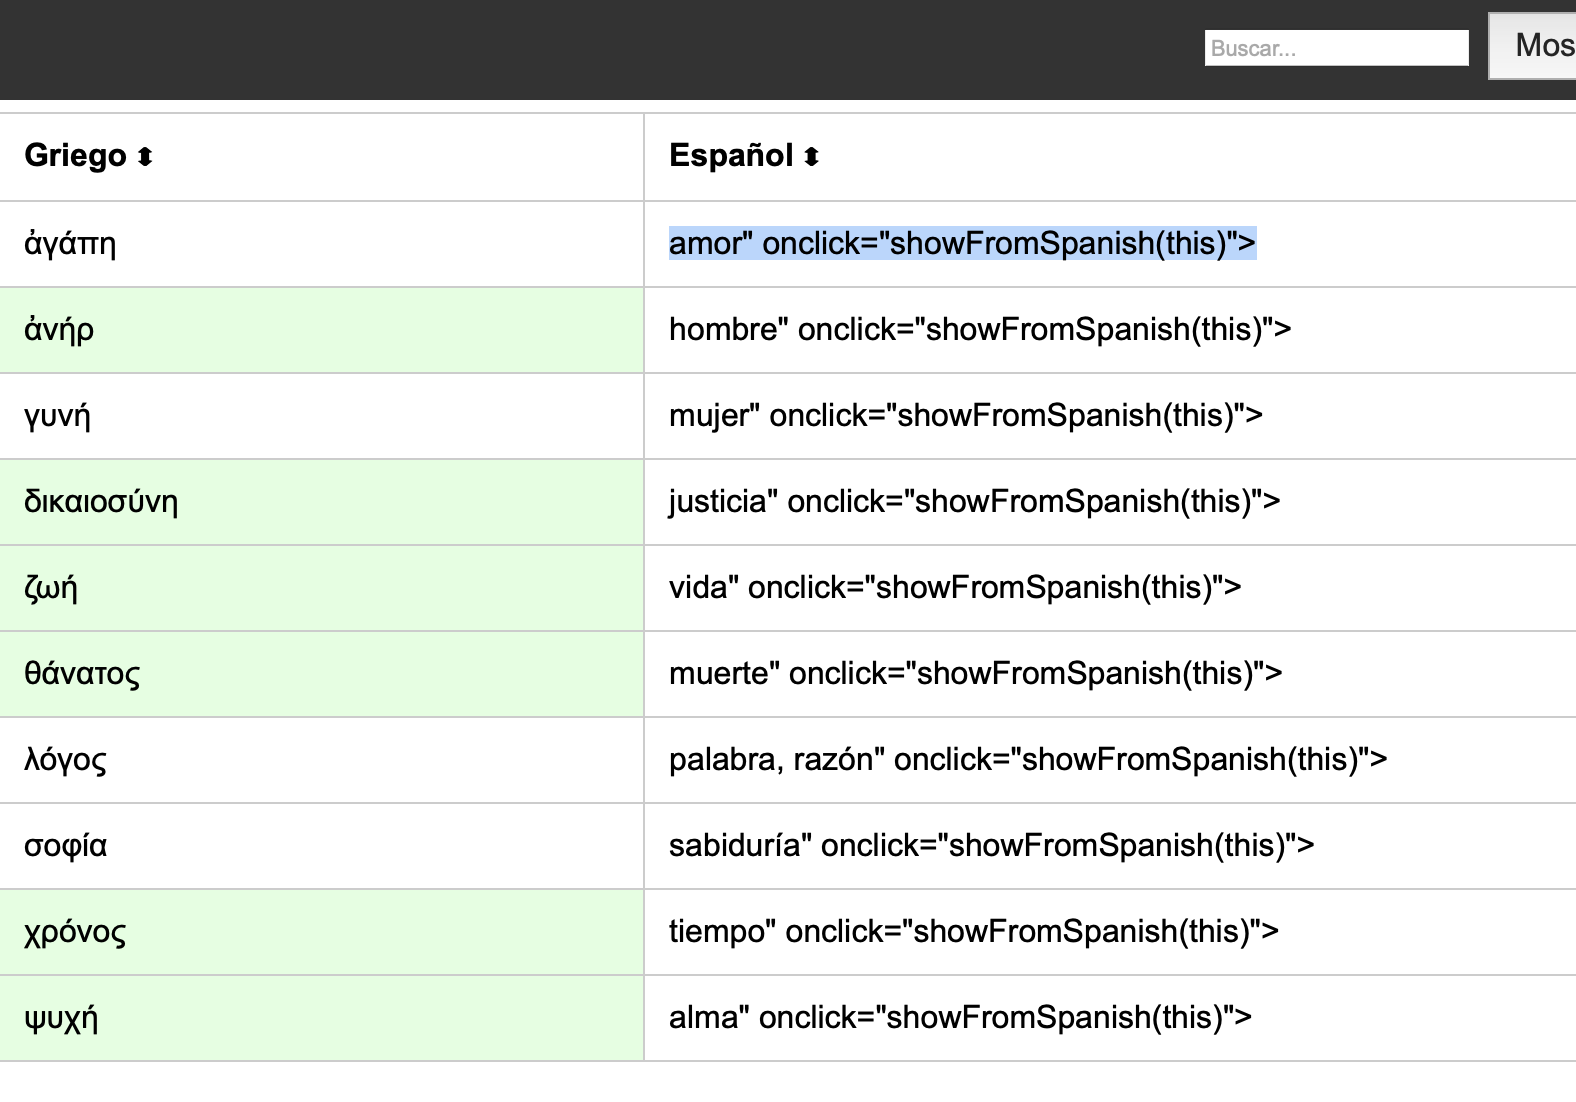 Buscar...
Mos
Griego ⬍ Español ⬍
ἀγάπη amor" onclick="showFromSpanish(this)">
ἀνήρ hombre" onclick="showFromSpanish(this)">
γυνή mujer" onclick="showFromSpanish(this)">
δικαιοσύνη justicia" onclick="showFromSpanish(this)">
ζωή vida" onclick="showFromSpanish(this)">
θάνατος muerte" onclick="showFromSpanish(this)">
λόγος palabra, razón" onclick="showFromSpanish(this)">
σοφία sabiduría" onclick="showFromSpanish(this)">
χρόνος tiempo" onclick="showFromSpanish(this)">
ψυχή alma" onclick="showFromSpanish(this)">